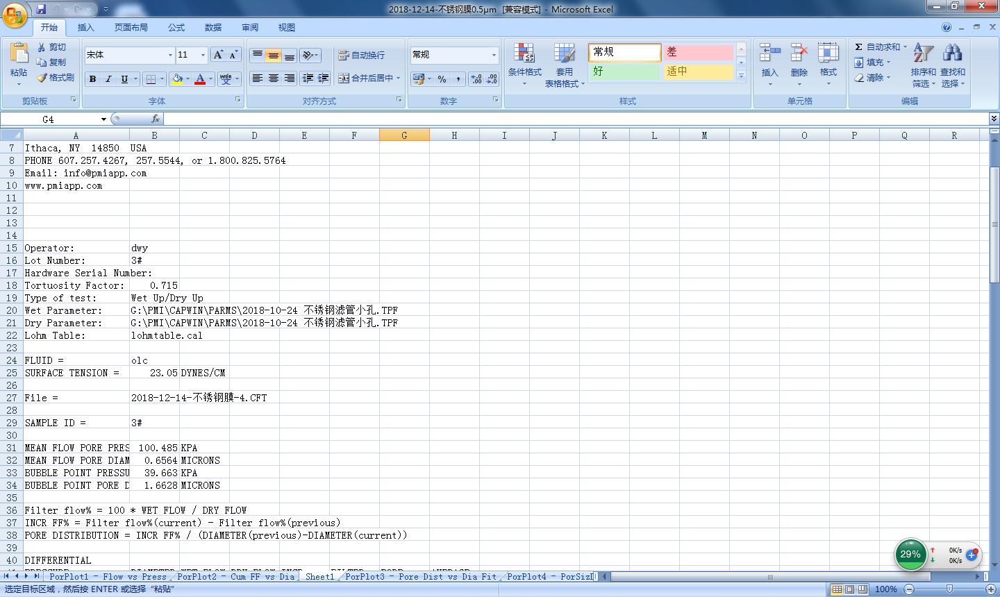 2018-12-14-不锈钢膜0.5μm [兼容模式] - Microsoft Excel
开始 插入 页面布局 公式 数据 审阅 视图
粘贴 剪切 复制 格式刷 剪贴板
宋体 11 B I U A 字体
自动换行 合并后居中 对齐方式
常规 % , 数字
条件格式 套用表格格式 常规 差 好 适中 样式
插入 删除 格式 单元格
Σ 自动求和 填充 清除 排序和筛选 查找和选择 编辑
G4 fx
A B C D E F G H I J K L M N O P Q R
7 Ithaca, NY 14850 USA
8 PHONE 607.257.4267, 257.5544, or 1.800.825.5764
9 Email: info@pmiapp.com
10 www.pmiapp.com
11
12
13
14
15 Operator: dwy
16 Lot Number: 3#
17 Hardware Serial Number:
18 Tortuosity Factor: 0.715
19 Type of test: Wet Up/Dry Up
20 Wet Parameter: G:\PMI\CAPWIN\PARMS\2018-10-24 不锈钢滤管小孔.TPF
21 Dry Parameter: G:\PMI\CAPWIN\PARMS\2018-10-24 不锈钢滤管小孔.TPF
22 Lohm Table: lohmtable.cal
23
24 FLUID = olc
25 SURFACE TENSION = 23.05 DYNES/CM
26
27 File = 2018-12-14-不锈钢膜-4.CFT
28
29 SAMPLE ID = 3#
30
31 MEAN FLOW PORE PRES 100.485 KPA
32 MEAN FLOW PORE DIAM 0.6564 MICRONS
33 BUBBLE POINT PRESSU 39.663 KPA
34 BUBBLE POINT PORE D 1.6628 MICRONS
35
36 Filter flow% = 100 * WET FLOW / DRY FLOW
37 INCR FF% = Filter flow%(current) - Filter flow%(previous)
38 PORE DISTRIBUTION = INCR FF% / (DIAMETER(previous)-DIAMETER(current))
39
40 DIFFERENTIAL
29% 0K/s
0K/s
PorPlot1 - Flow vs Press PorPlot2 - Cum FF vs Dia Sheet1 PorPlot3 - Pore Dist vs Dia Fit PorPlot4 - PorSizD
选定目标区域，然后按 ENTER 或选择“粘贴” 100%